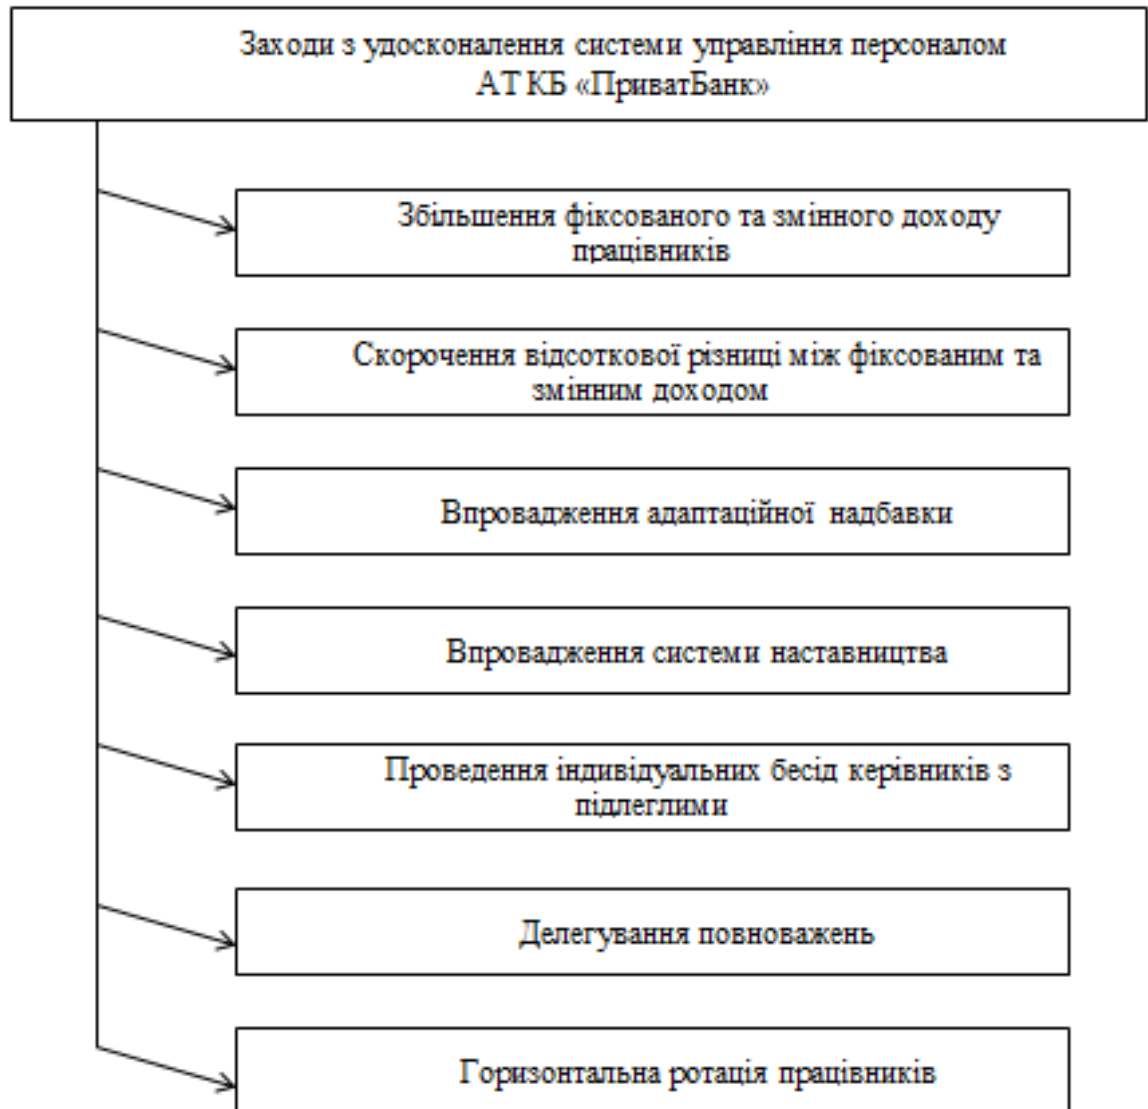 Заходи з удосконалення системи управління персоналом
АТ КБ «ПриватБанк»
Збільшення фіксованого та змінного доходу
працівників
Скорочення відсоткової різниці між фіксованим та
змінним доходом
Впровадження адаптаційної надбавки
Впровадження системи наставництва
Проведення індивідуальних бесід керівників з
підлеглими
Делегування повноважень
Горизонтальна ротація працівників